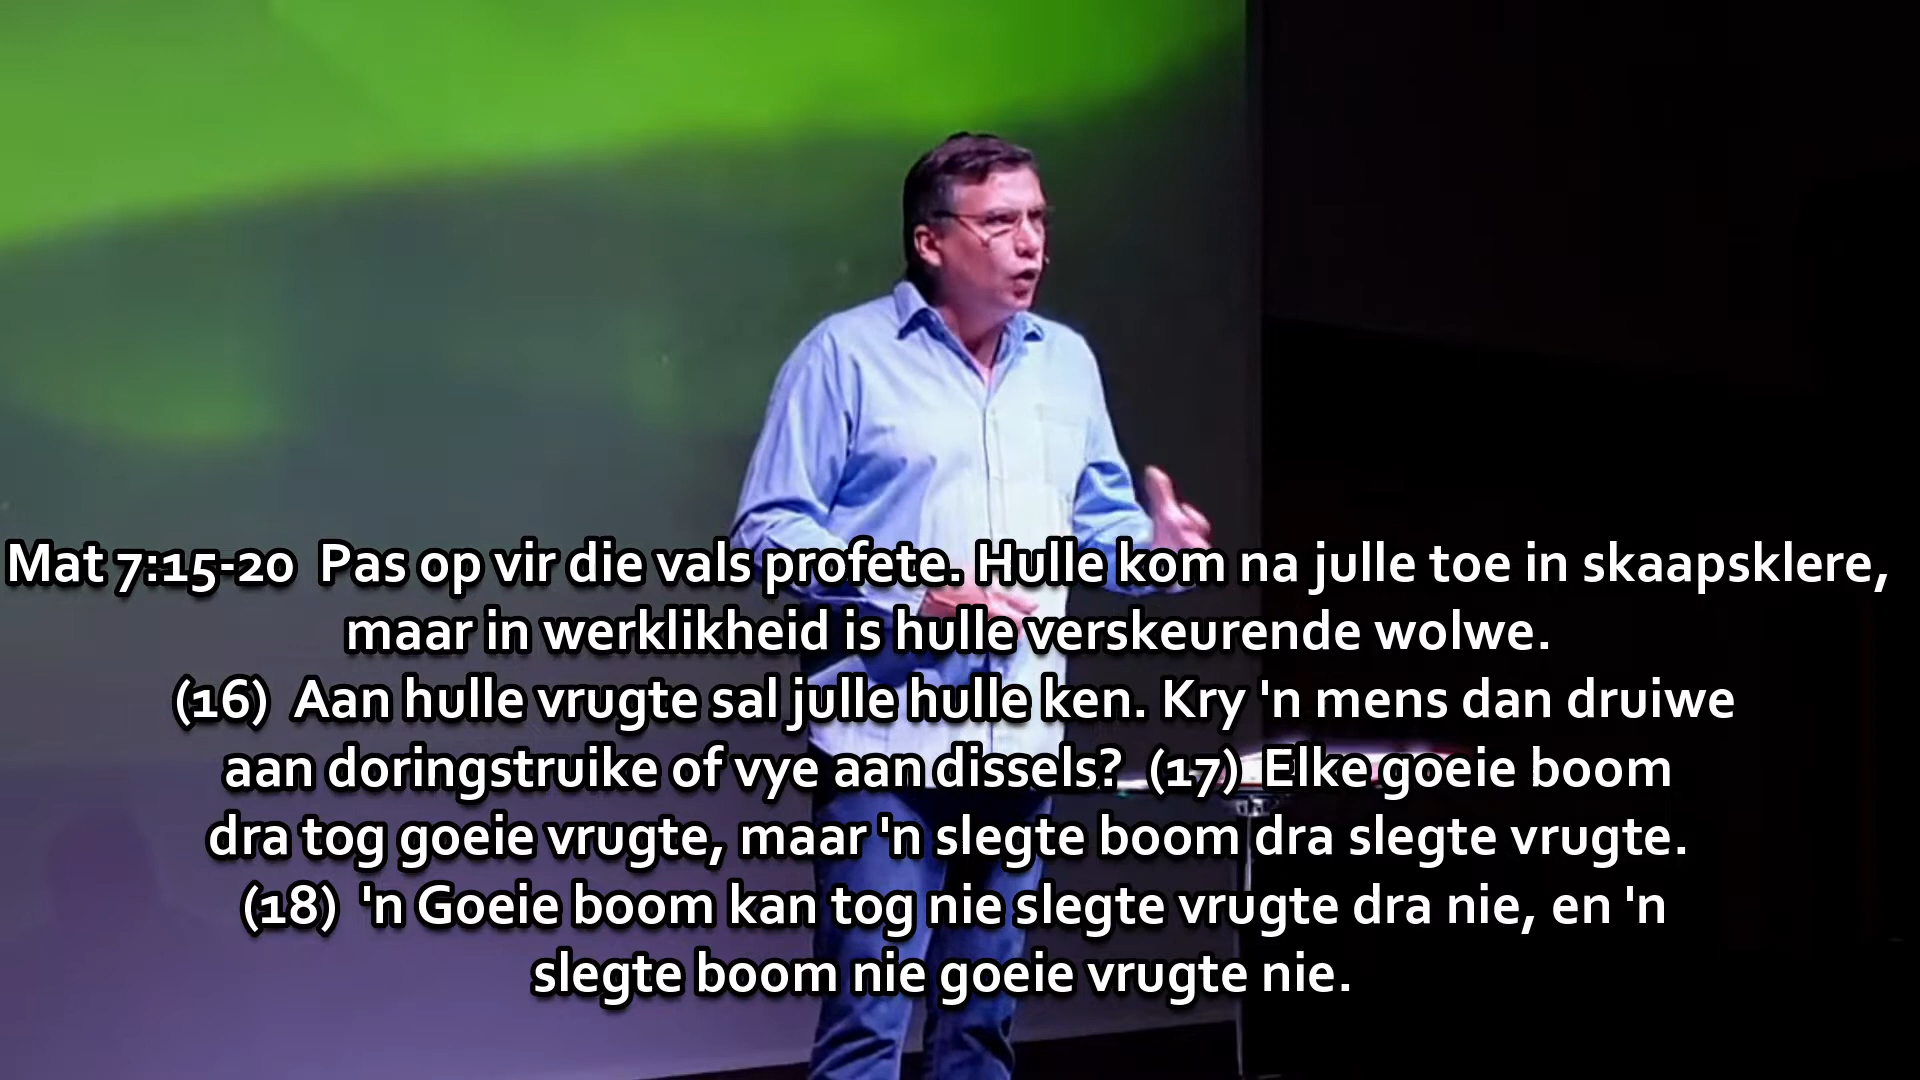 Mat 7:15-20 Pas op vir die vals profete. Hulle kom na julle toe in skaapsklere,
maar in werklikheid is hulle verskeurende wolwe.
(16) Aan hulle vrugte sal julle hulle ken. Kry 'n mens dan druiwe
aan doringstruike of vye aan dissels? (17) Elke goeie boom
dra tog goeie vrugte, maar 'n slegte boom dra slegte vrugte.
(18) 'n Goeie boom kan tog nie slegte vrugte dra nie, en 'n
slegte boom nie goeie vrugte nie.